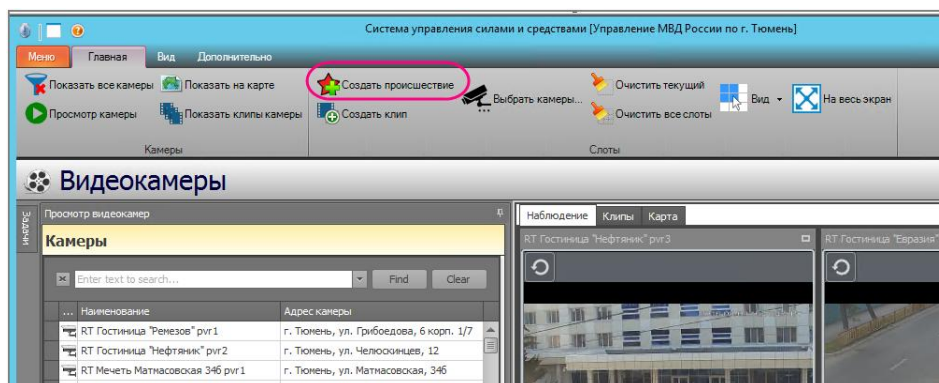 Система управления силами и средствами [Управление МВД России по г. Тюмень]
Меню Главная Вид Дополнительно
Показать все камеры Показать на карте Создать происшествие Выбрать камеры... Очистить текущий Вид На весь экран
Просмотр камеры Показать клипы камеры Создать клип Очистить все слоты
Камеры Слоты
Видеокамеры
Задачи
Просмотр видеокамер
Наблюдение Клипы Карта
Камеры
RT Гостиница "Нефтяник" pvr3 RT Гостиница "Евразия"
Enter text to search... Find Clear
... Наименование Адрес камеры
RT Гостиница "Ремезов" pvr1 г. Тюмень, ул. Грибоедова, 6 корп. 1/7
RT Гостиница "Нефтяник" pvr2 г. Тюмень, ул. Челюскинцев, 12
RT Мечеть Матмасовская 34б pvr1 г. Тюмень, ул. Матмасовская, 34б